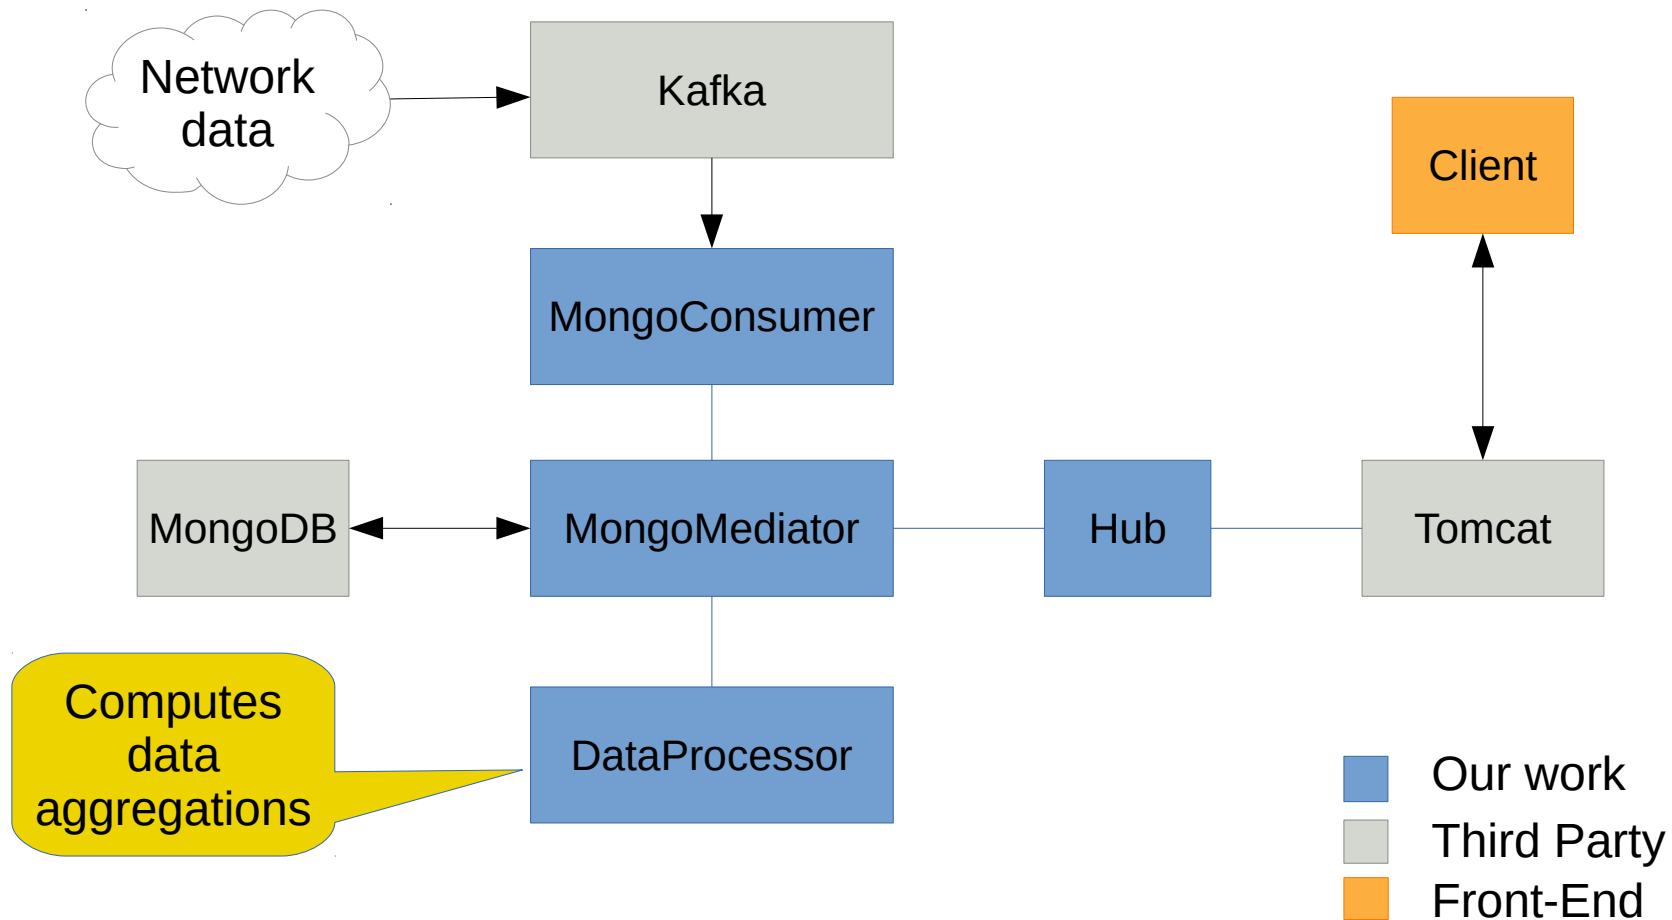 Network
data
Kafka
Client
MongoConsumer
MongoDB
MongoMediator
Hub
Tomcat
Computes
data
aggregations
DataProcessor
Our work
Third Party
Front-End